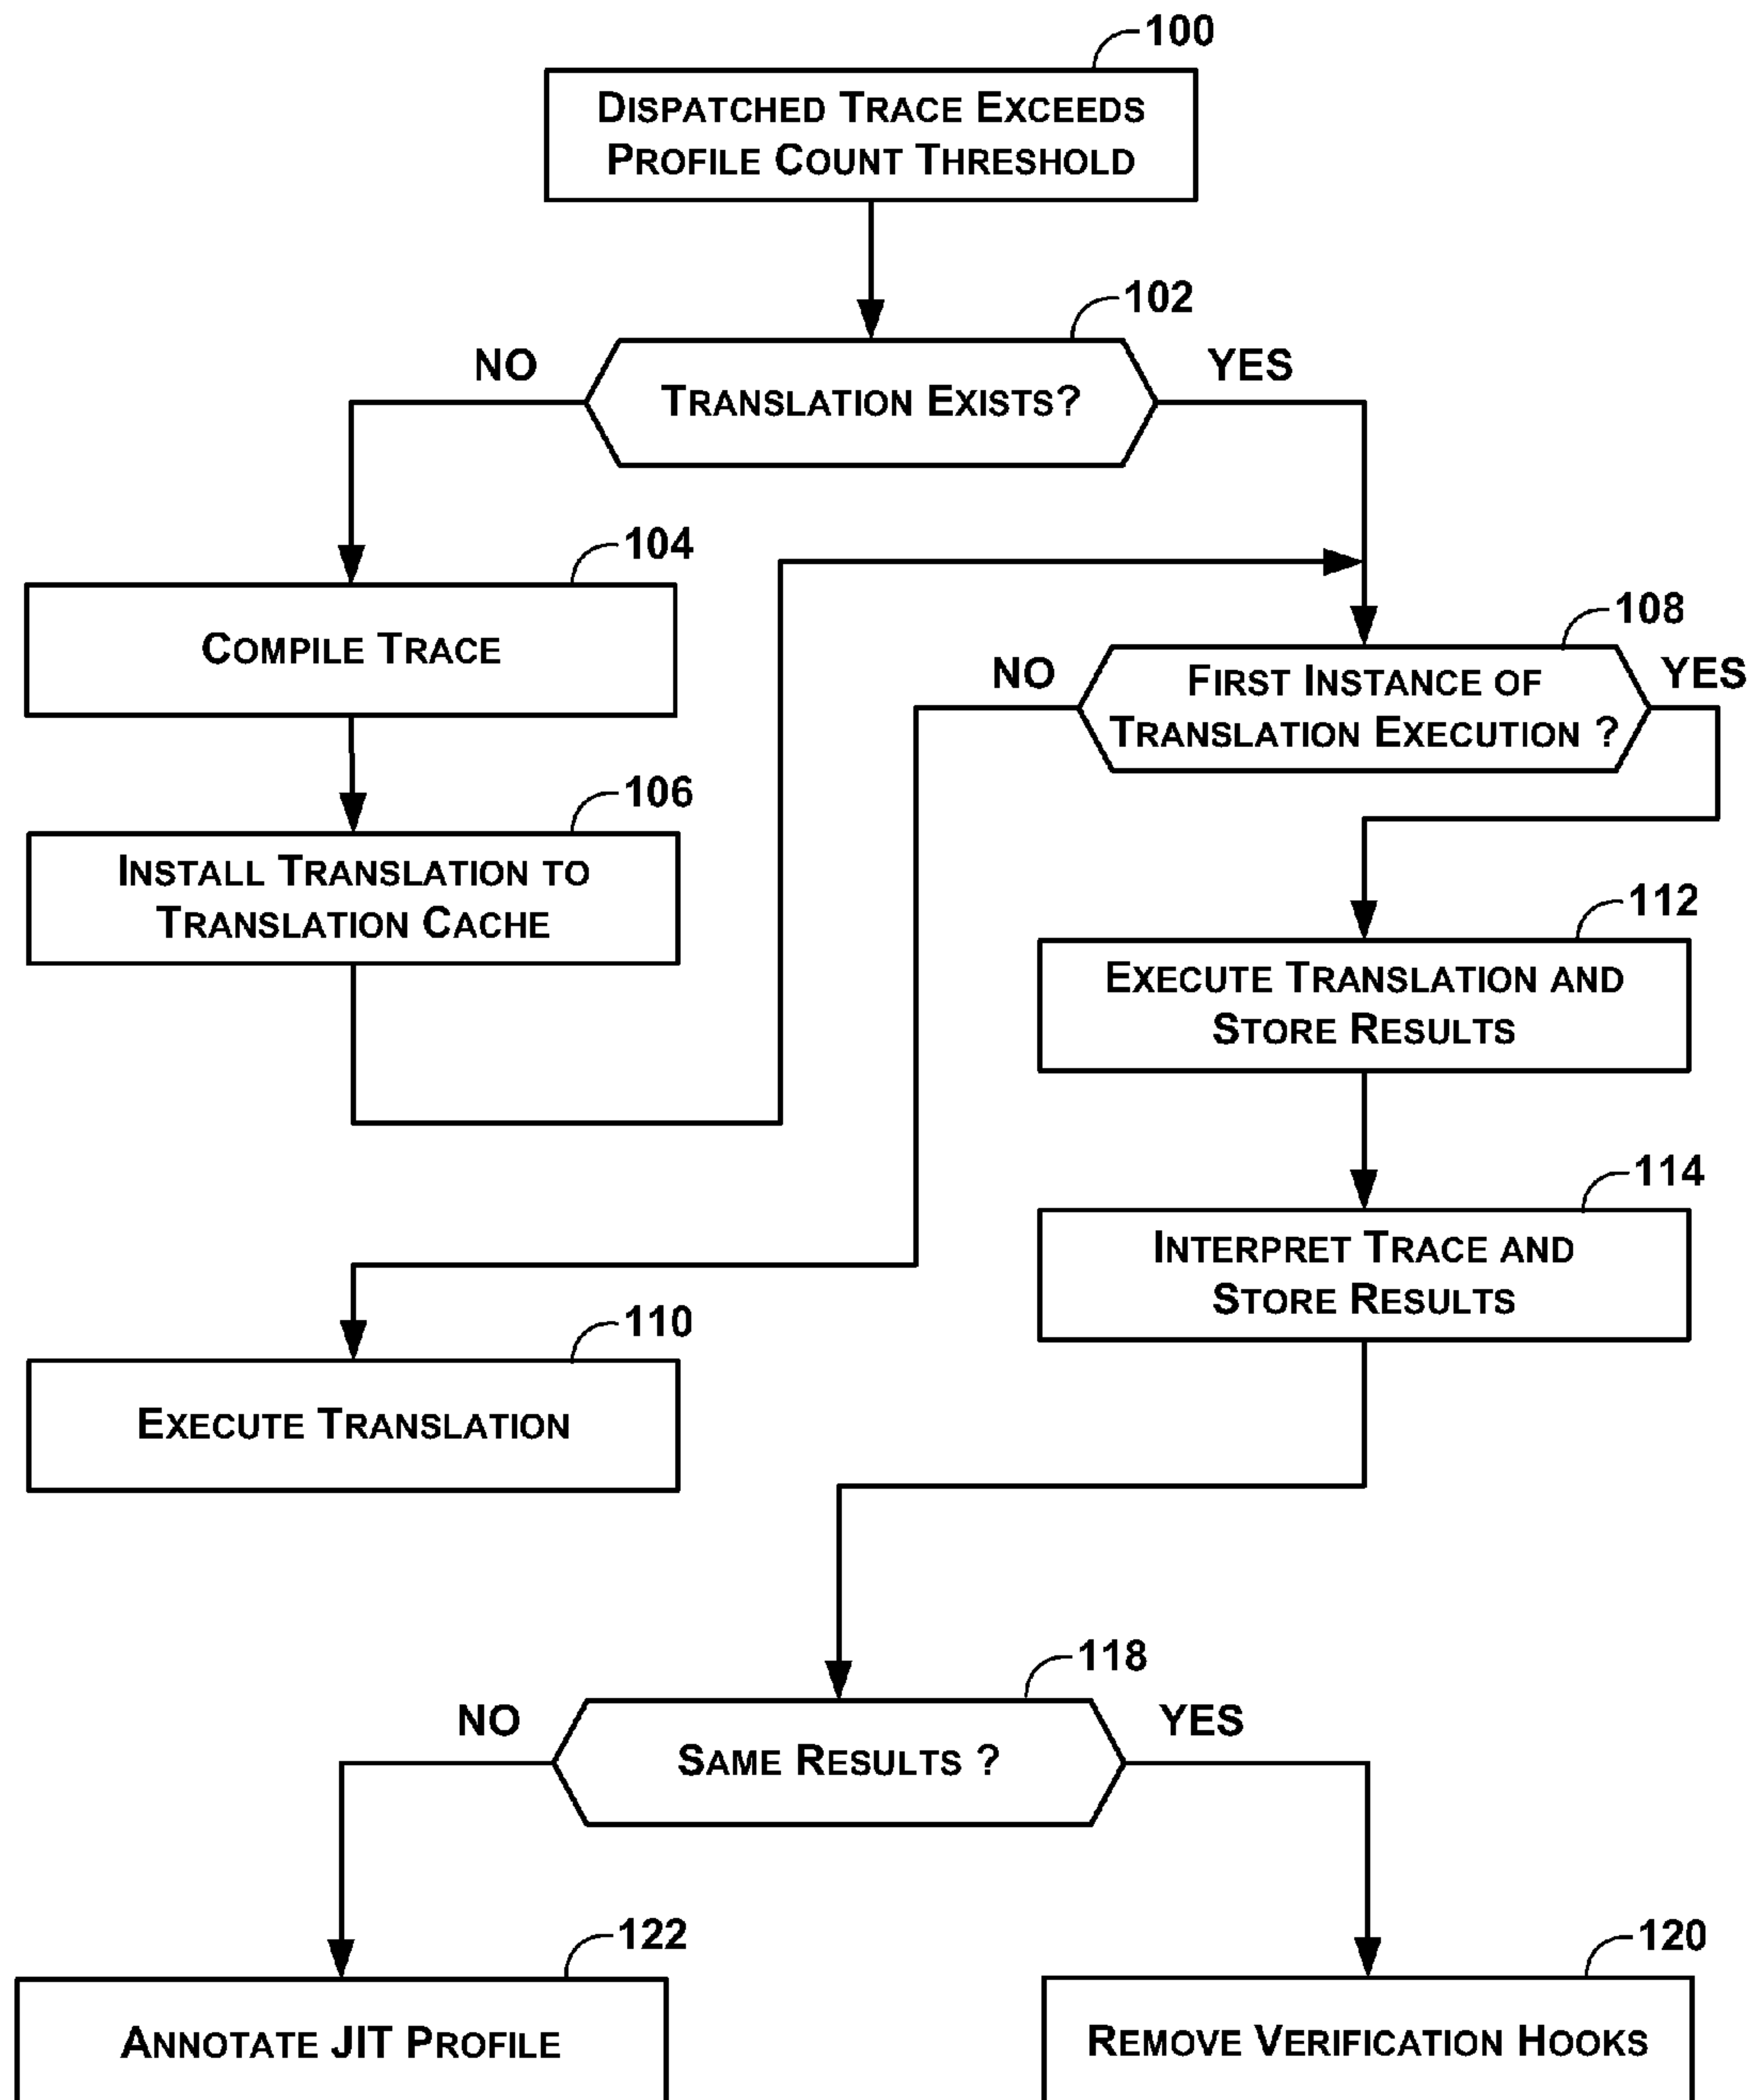 100
DISPATCHED TRACE EXCEEDS
PROFILE COUNT THRESHOLD
102
NO
YES
TRANSLATION EXISTS?
104
COMPILE TRACE
108
NO
YES
FIRST INSTANCE OF
TRANSLATION EXECUTION ?
106
INSTALL TRANSLATION TO
TRANSLATION CACHE
112
EXECUTE TRANSLATION AND
STORE RESULTS
114
INTERPRET TRACE AND
STORE RESULTS
110
EXECUTE TRANSLATION
118
NO
YES
SAME RESULTS ?
122
ANNOTATE JIT PROFILE
120
REMOVE VERIFICATION HOOKS